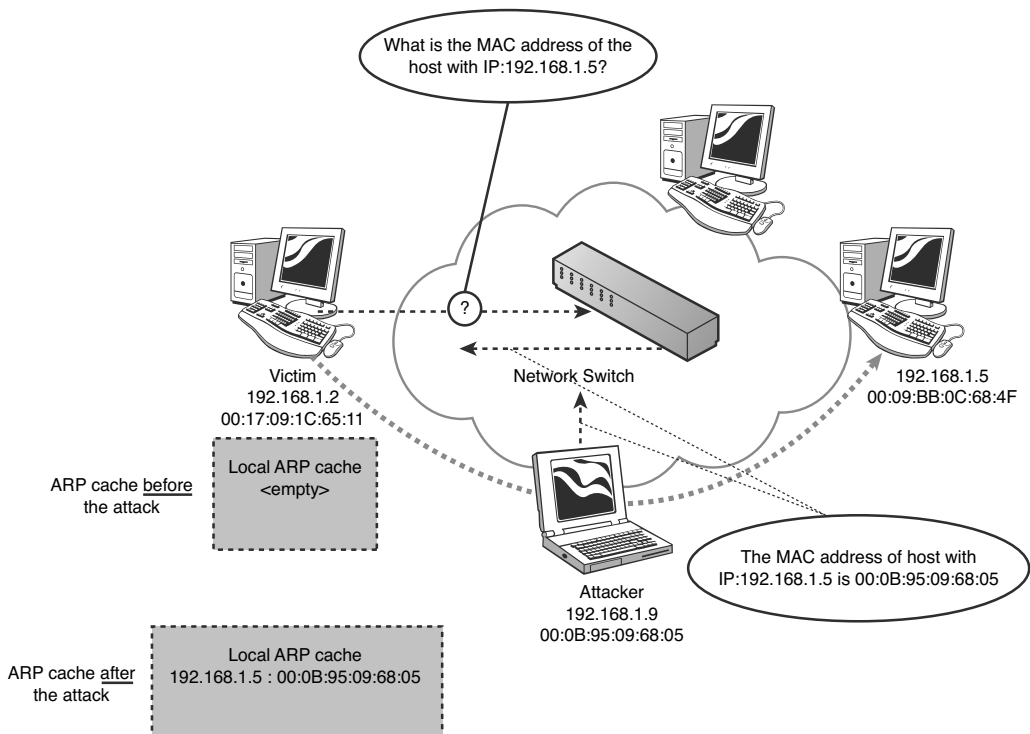 What is the MAC address of the
host with IP:192.168.1.5?
?
Victim
192.168.1.2
00:17:09:1C:65:11
Network Switch
192.168.1.5
00:09:BB:0C:68:4F
ARP cache before
the attack
Local ARP cache
<empty>
The MAC address of host with
IP:192.168.1.5 is 00:0B:95:09:68:05
Attacker
192.168.1.9
00:0B:95:09:68:05
ARP cache after
the attack
Local ARP cache
192.168.1.5 : 00:0B:95:09:68:05